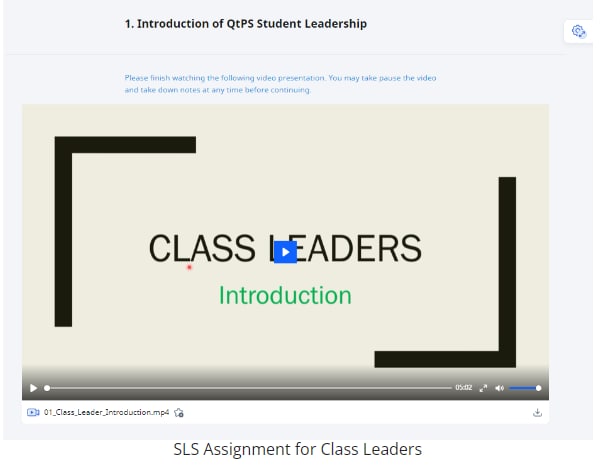 1. Introduction of QtPS Student Leadership
Please finish watching the following video presentation. You may take pause the video
and take down notes at any time before continuing.
CLASS LEADERS
Introduction
05:02
01_Class_Leader_Introduction.mp4
SLS Assignment for Class Leaders